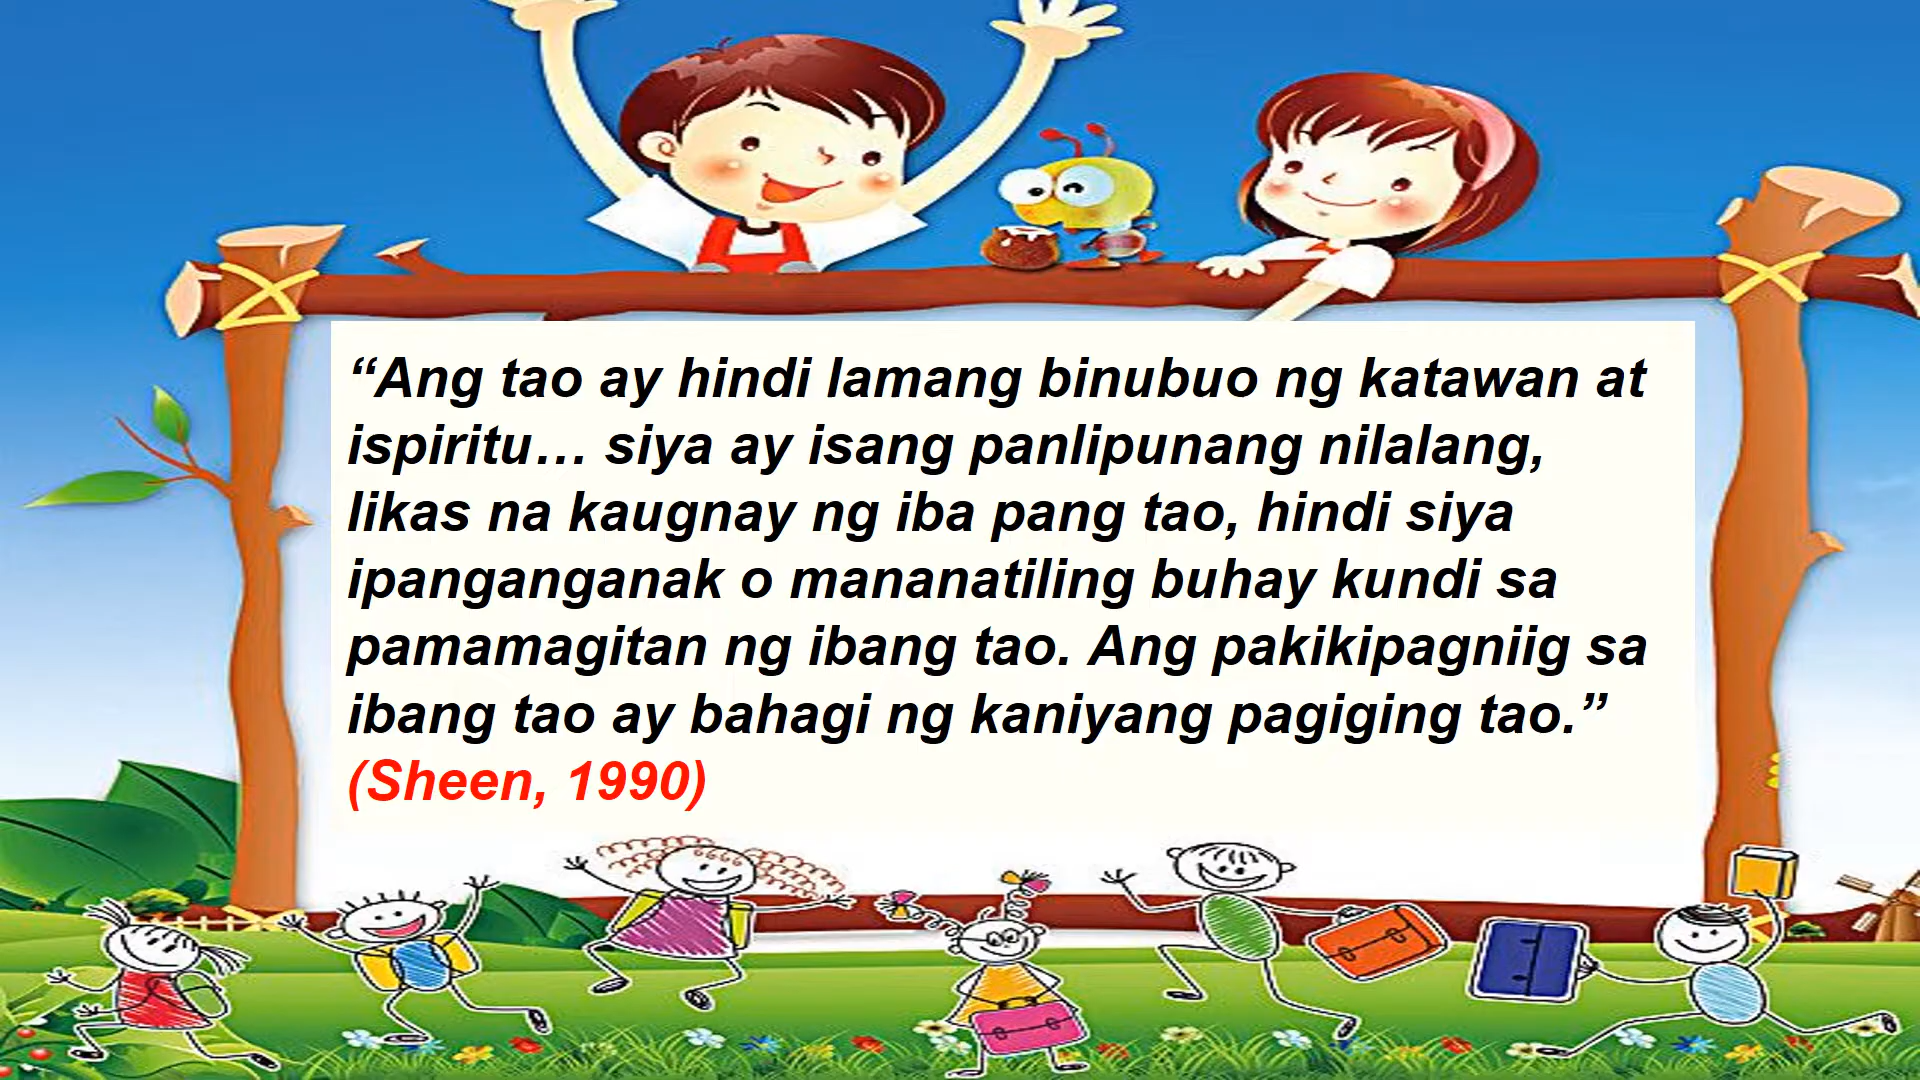 “Ang tao ay hindi lamang binubuo ng katawan at
ispiritu… siya ay isang panlipunang nilalang,
likas na kaugnay ng iba pang tao, hindi siya
ipanganganak o mananatiling buhay kundi sa
pamamagitan ng ibang tao. Ang pakikipagniig sa
ibang tao ay bahagi ng kaniyang pagiging tao.”
(Sheen, 1990)